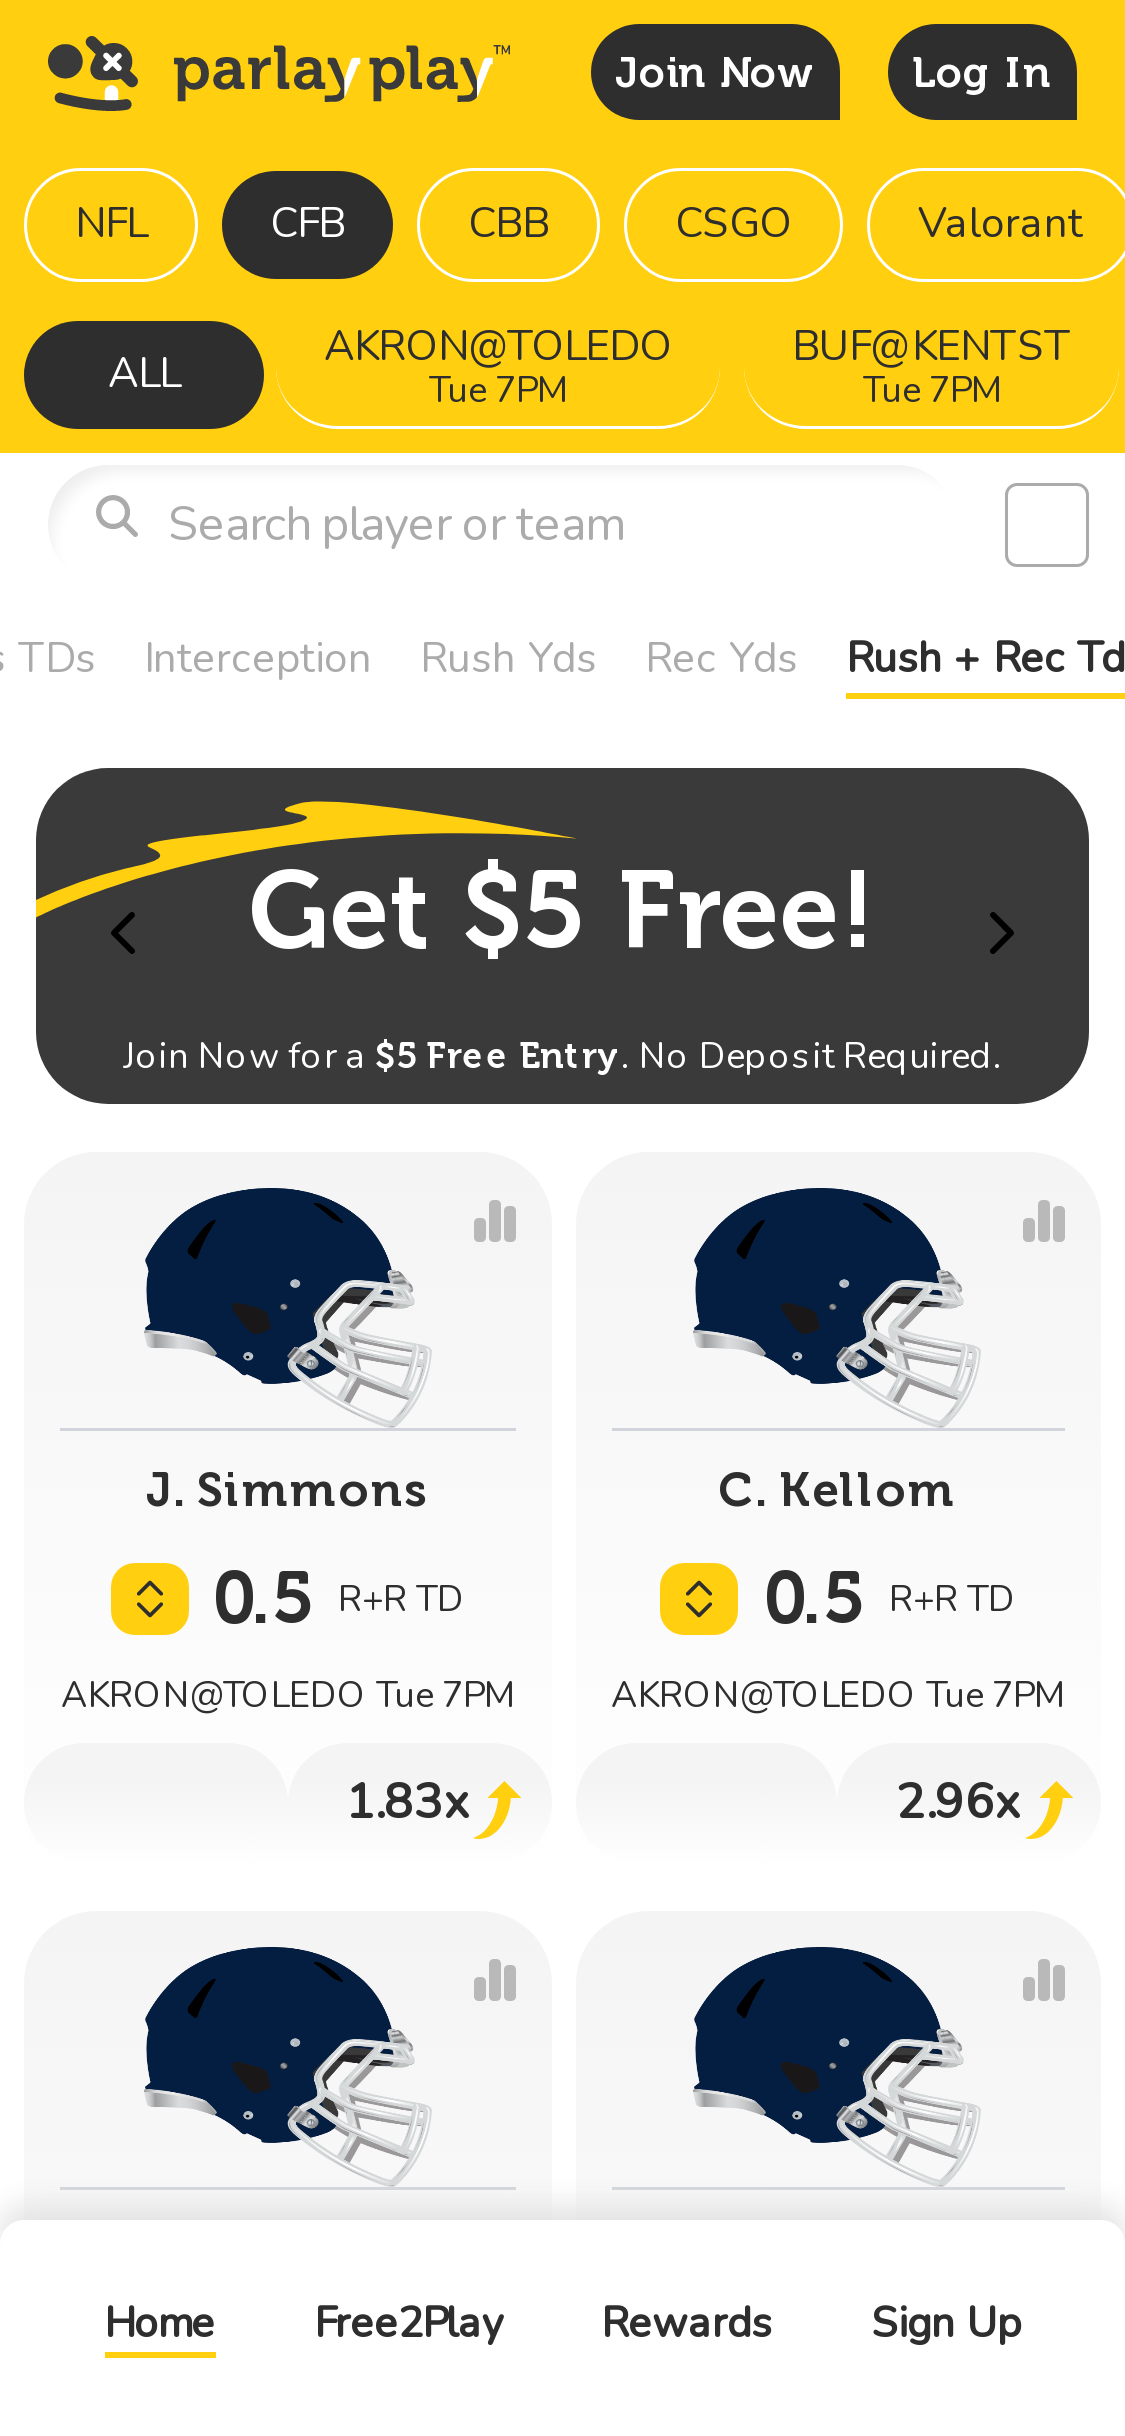 parlayplay™
Join Now
Log In
NFL
CFB
CBB
CSGO
Valorant
ALL
AKRON@TOLEDO
Tue 7PM
BUF@KENTST
Tue 7PM
Search player or team
s TDs
Interception
Rush Yds
Rec Yds
Rush + Rec Td
Get $5 Free!
Join Now for a $5 Free Entry. No Deposit Required.
J. Simmons
0.5 R+R TD
AKRON@TOLEDO Tue 7PM
1.83x
C. Kellom
0.5 R+R TD
AKRON@TOLEDO Tue 7PM
2.96x
Home
Free2Play
Rewards
Sign Up